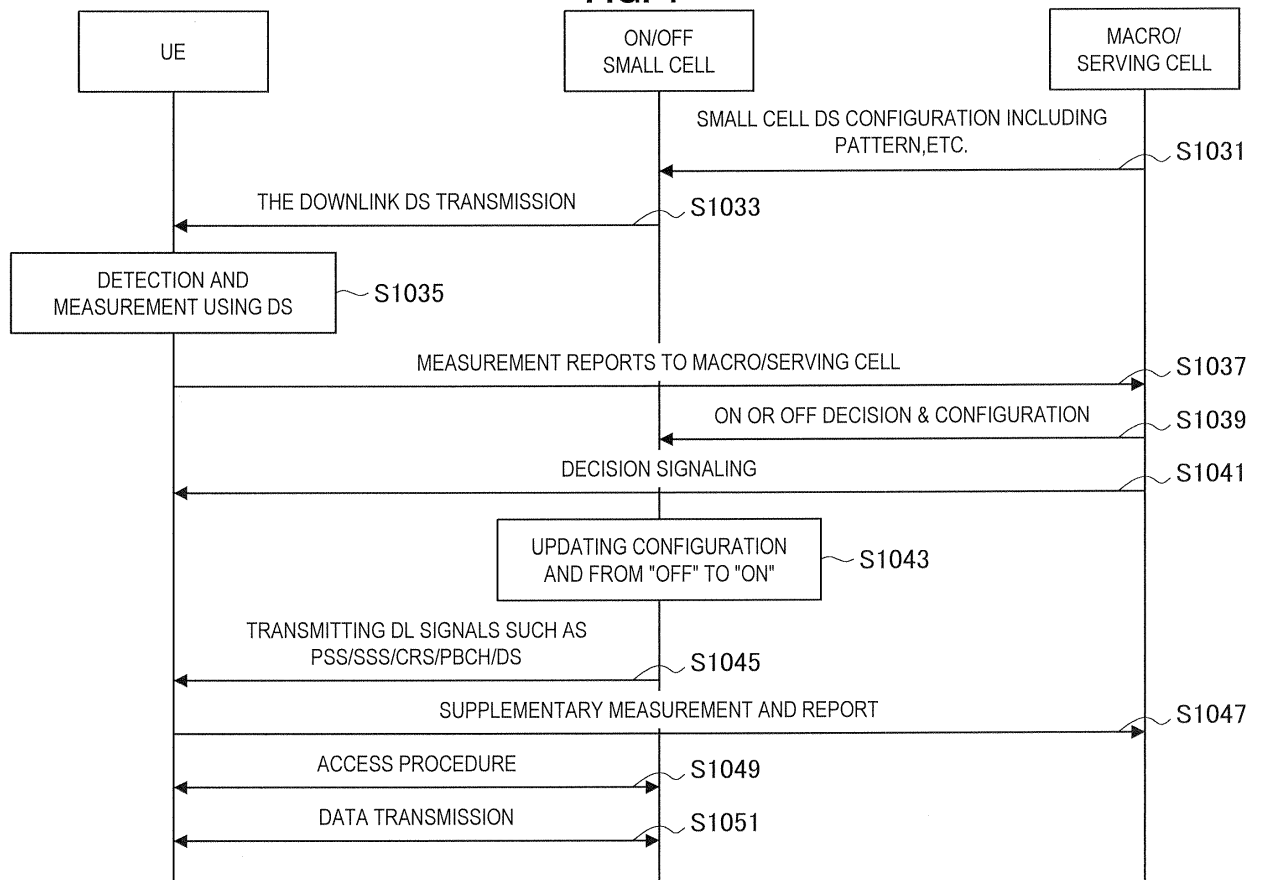 UE
ON/OFF
SMALL CELL
MACRO/
SERVING CELL
SMALL CELL DS CONFIGURATION INCLUDING
PATTERN,ETC.
S1031
THE DOWNLINK DS TRANSMISSION
S1033
DETECTION AND
MEASUREMENT USING DS
S1035
MEASUREMENT REPORTS TO MACRO/SERVING CELL
S1037
ON OR OFF DECISION & CONFIGURATION
S1039
DECISION SIGNALING
S1041
UPDATING CONFIGURATION
AND FROM "OFF" TO "ON"
S1043
TRANSMITTING DL SIGNALS SUCH AS
PSS/SSS/CRS/PBCH/DS
S1045
SUPPLEMENTARY MEASUREMENT AND REPORT
S1047
ACCESS PROCEDURE
S1049
DATA TRANSMISSION
S1051